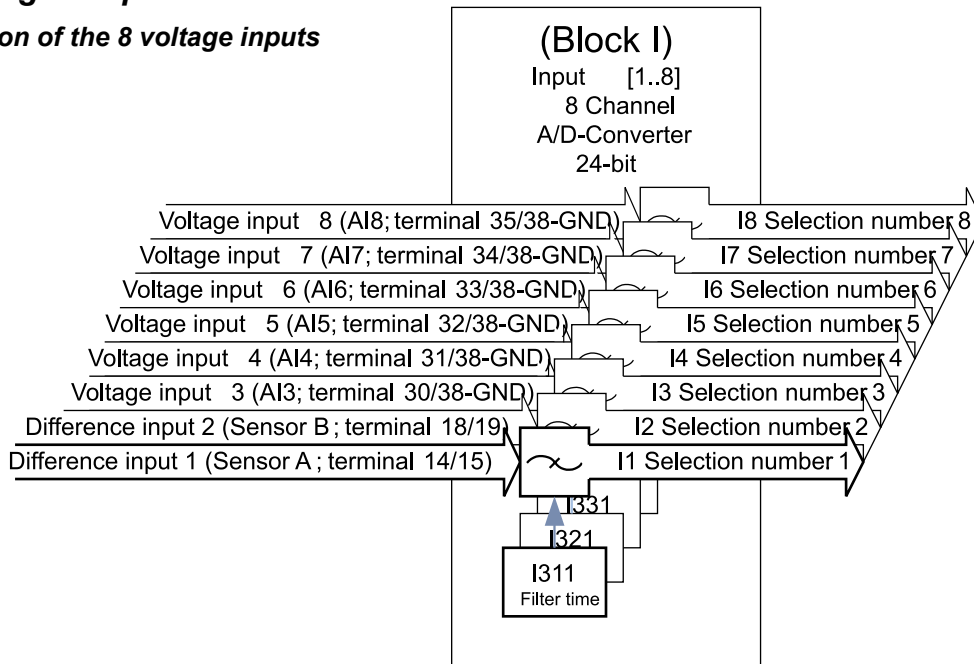 on of the 8 voltage inputs
(Block I)
Input [1..8]
8 Channel
A/D-Converter
24-bit
Voltage input 8 (AI8; terminal 35/38-GND) I8 Selection number 8
Voltage input 7 (AI7; terminal 34/38-GND) I7 Selection number 7
Voltage input 6 (AI6; terminal 33/38-GND) I6 Selection number 6
Voltage input 5 (AI5; terminal 32/38-GND) I5 Selection number 5
Voltage input 4 (AI4; terminal 31/38-GND) I4 Selection number 4
Voltage input 3 (AI3; terminal 30/38-GND) I3 Selection number 3
Difference input 2 (Sensor B; terminal 18/19) I2 Selection number 2
Difference input 1 (Sensor A; terminal 14/15) I1 Selection number 1
I331
I321
I311
Filter time